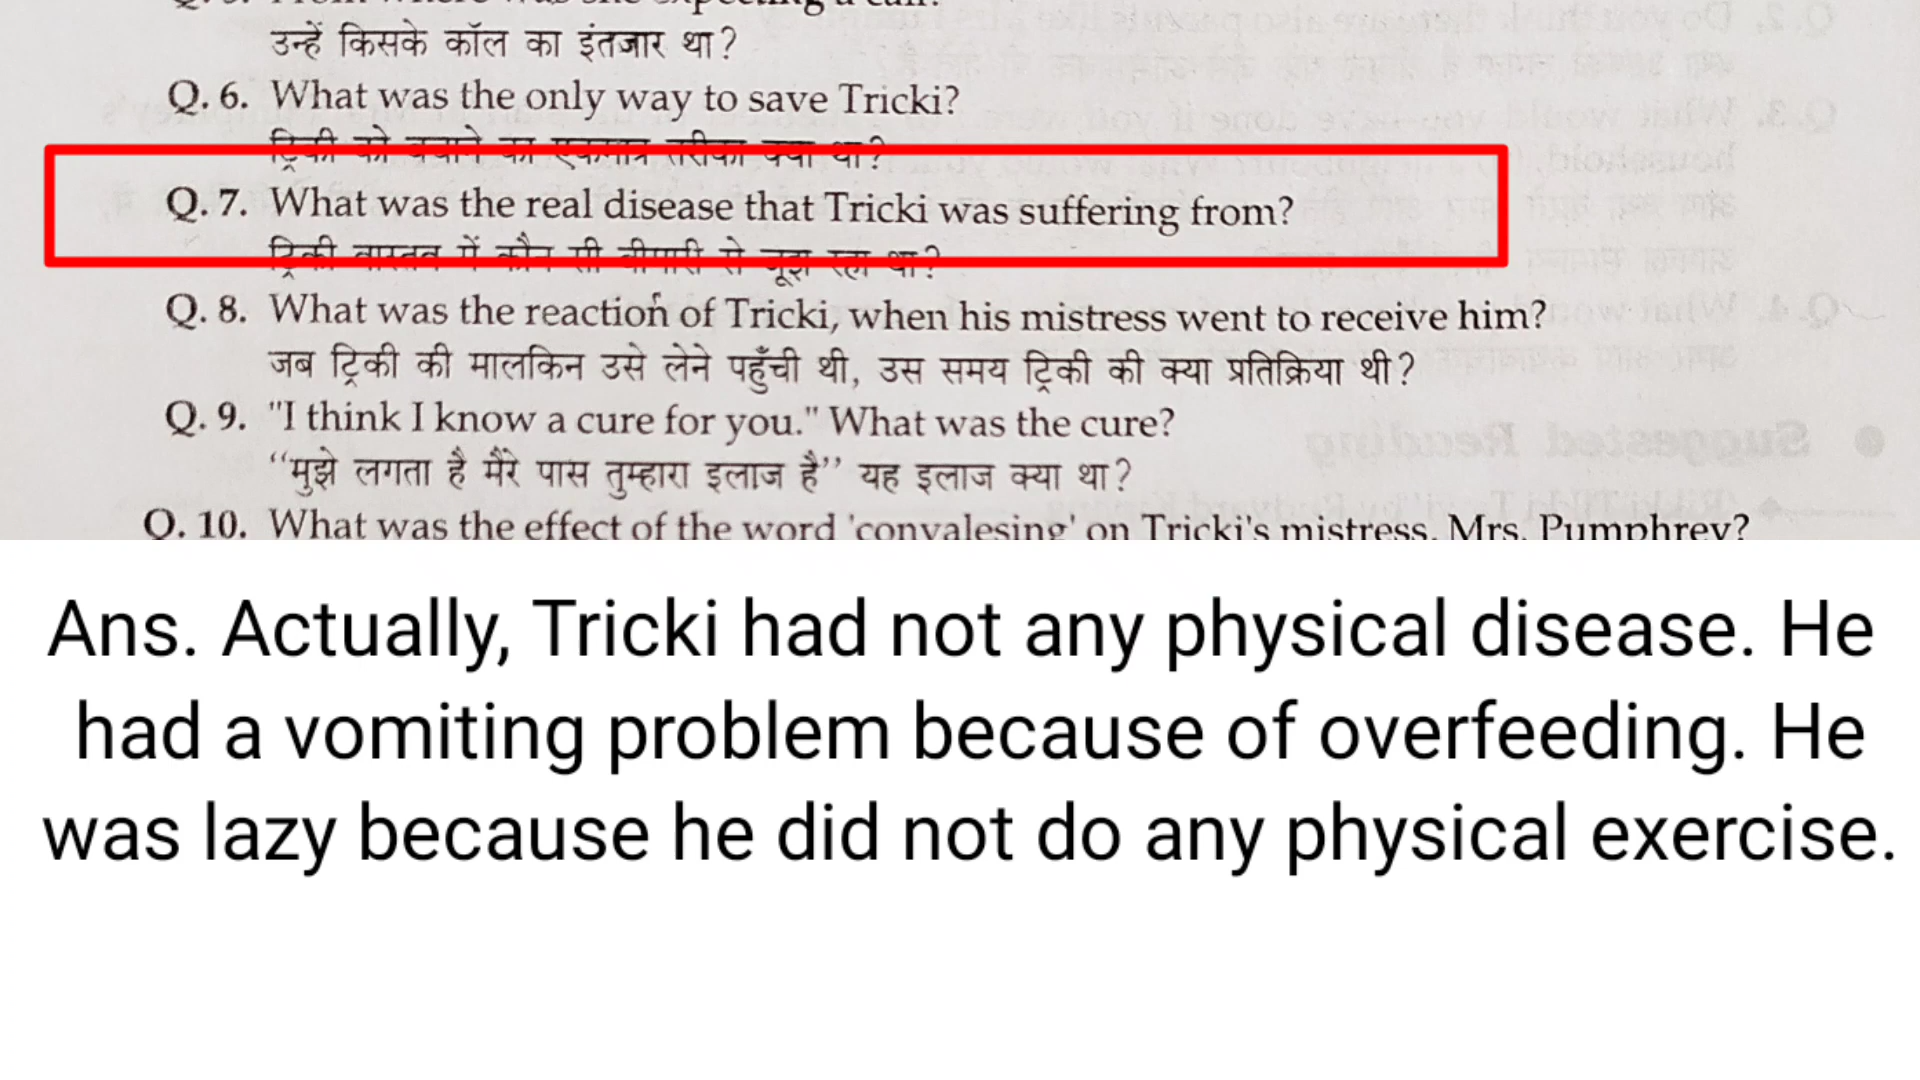 उन्हें किसके कॉल का इंतजार था?
Q. 6. What was the only way to save Tricki?
ट्रिकी को बचाने का एकमात्र तरीका क्या था?
Q. 7. What was the real disease that Tricki was suffering from?
ट्रिकी वास्तव में कौन सी बीमारी से जूझ रहा था?
Q. 8. What was the reaction of Tricki, when his mistress went to receive him?
जब ट्रिकी की मालकिन उसे लेने पहुँची थी, उस समय ट्रिकी की क्या प्रतिक्रिया थी?
Q. 9. "I think I know a cure for you." What was the cure?
‘‘मुझे लगता है मैरे पास तुम्हारा इलाज है’’ यह इलाज क्या था?
Q. 10. What was the effect of the word 'convalesing' on Tricki's mistress, Mrs. Pumphrey?
Ans. Actually, Tricki had not any physical disease. He
had a vomiting problem because of overfeeding. He
was lazy because he did not do any physical exercise.